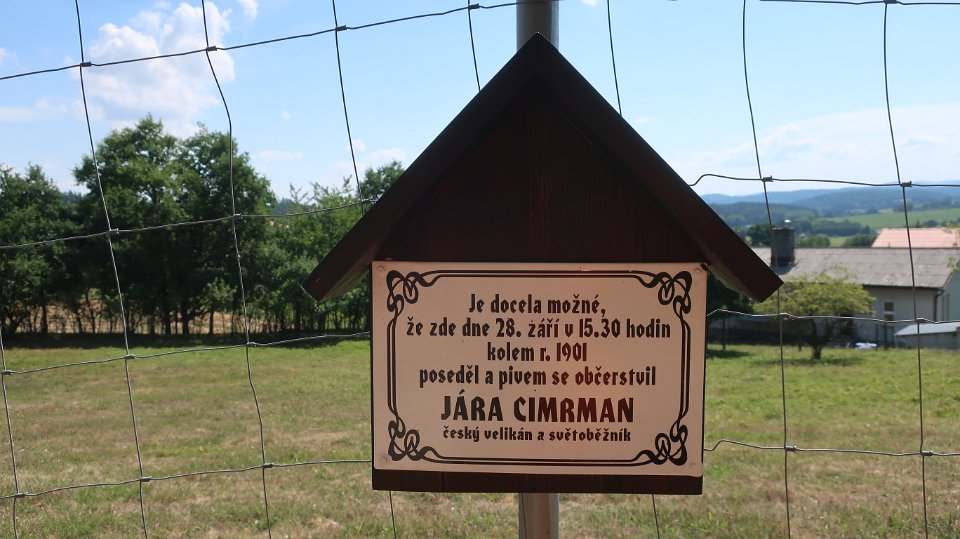 Je docela možné,
že zde dne 28. září v 15.30 hodin
kolem r. 1901
poseděl a pivem se občerstvil
JÁRA CIMRMAN
český velikán a světoběžník